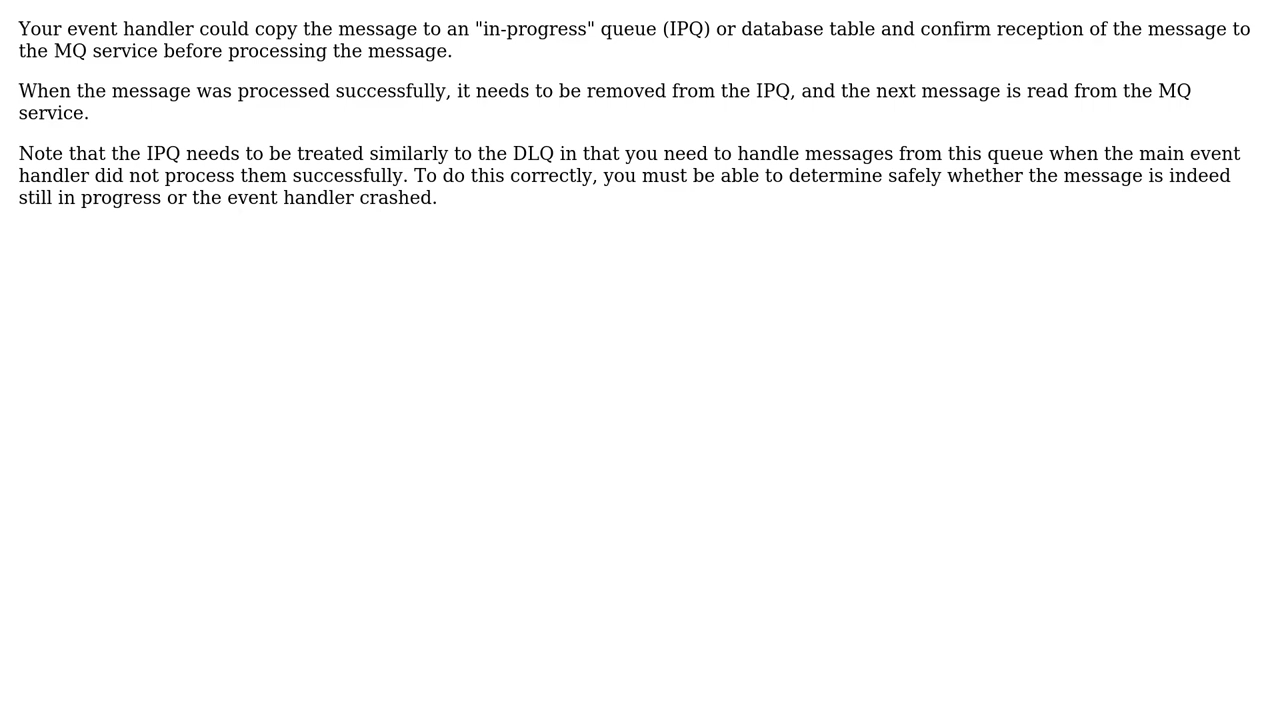 Your event handler could copy the message to an "in-progress" queue (IPQ) or database table and confirm reception of the message to
the MQ service before processing the message.
When the message was processed successfully, it needs to be removed from the IPQ, and the next message is read from the MQ
service.
Note that the IPQ needs to be treated similarly to the DLQ in that you need to handle messages from this queue when the main event
handler did not process them successfully. To do this correctly, you must be able to determine safely whether the message is indeed
still in progress or the event handler crashed.